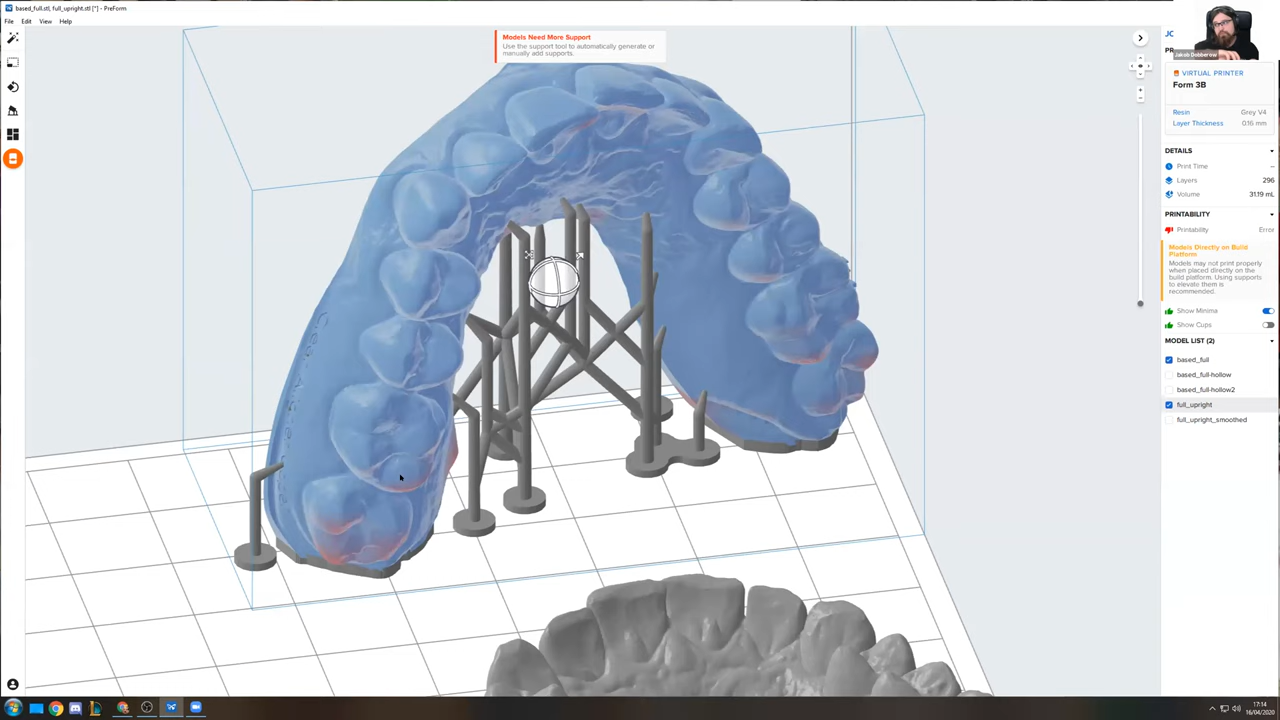 based_full.stl, full_upright.stl [*] - PreForm
File Edit View Help
Models Need More Support
Use the support tool to automatically generate or
manually add supports.
Jakob Dobberow
VIRTUAL PRINTER
Form 3B
Resin Grey V4
Layer Thickness 0.16 mm
DETAILS
Print Time --
Layers 296
Volume 31.19 mL
PRINTABILITY
Printability Error
Models Directly on Build
Platform
Models may not print properly
when placed directly on the
build platform. Using supports
to elevate them is
recommended.
Show Minima
Show Cups
MODEL LIST (2)
based_full
based_full-hollow
based_full-hollow2
full_upright
full_upright_smoothed
17:14
16/04/2020